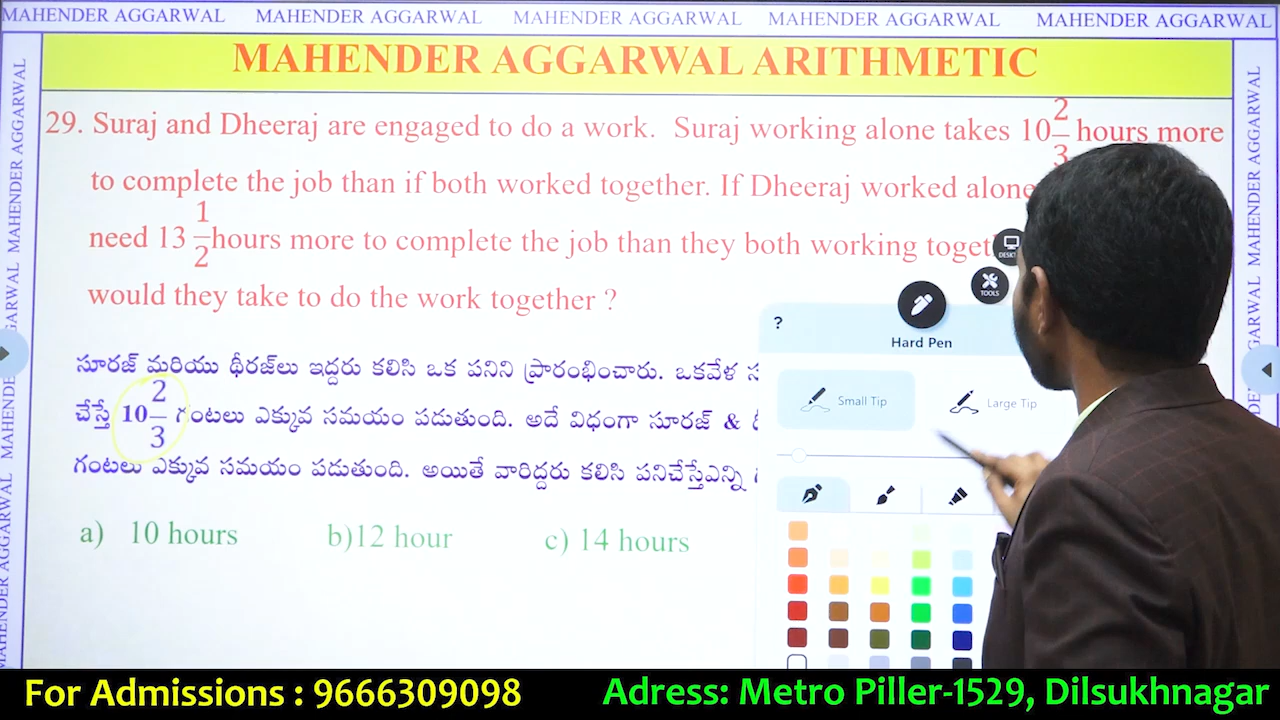 MAHENDER AGGARWAL MAHENDER AGGARWAL MAHENDER AGGARWAL MAHENDER AGGARWAL MAHENDER AGGARWAL
MAHENDER AGGARWAL ARITHMETIC
29. Suraj and Dheeraj are engaged to do a work. Suraj working alone takes 10 2/3 hours more
to complete the job than if both worked together. If Dheeraj worked alone
need 13 1/2 hours more to complete the job than they both working
would they take to do the work together ?
సూరజ్ మరియు ధీరజ్‌లు ఇద్దరు కలిసి ఒక పనిని ప్రారంభించారు. ఒకవేళ
చేస్తే 10 2/3 గంటలు ఎక్కువ సమయం పడుతుంది. అదే విధంగా సూరజ్ &
గంటలు ఎక్కువ సమయం పడుతుంది. అయితే వారిద్దరు కలిసి పనిచేస్తేఎన్ని
a) 10 hours b)12 hour c) 14 hours
TOOLS
?
Hard Pen
Small Tip Large Tip
MAHENDER AGGARWAL
MAHENDER AGGARWAL
For Admissions : 9666309098 Adress: Metro Piller-1529, Dilsukhnagar